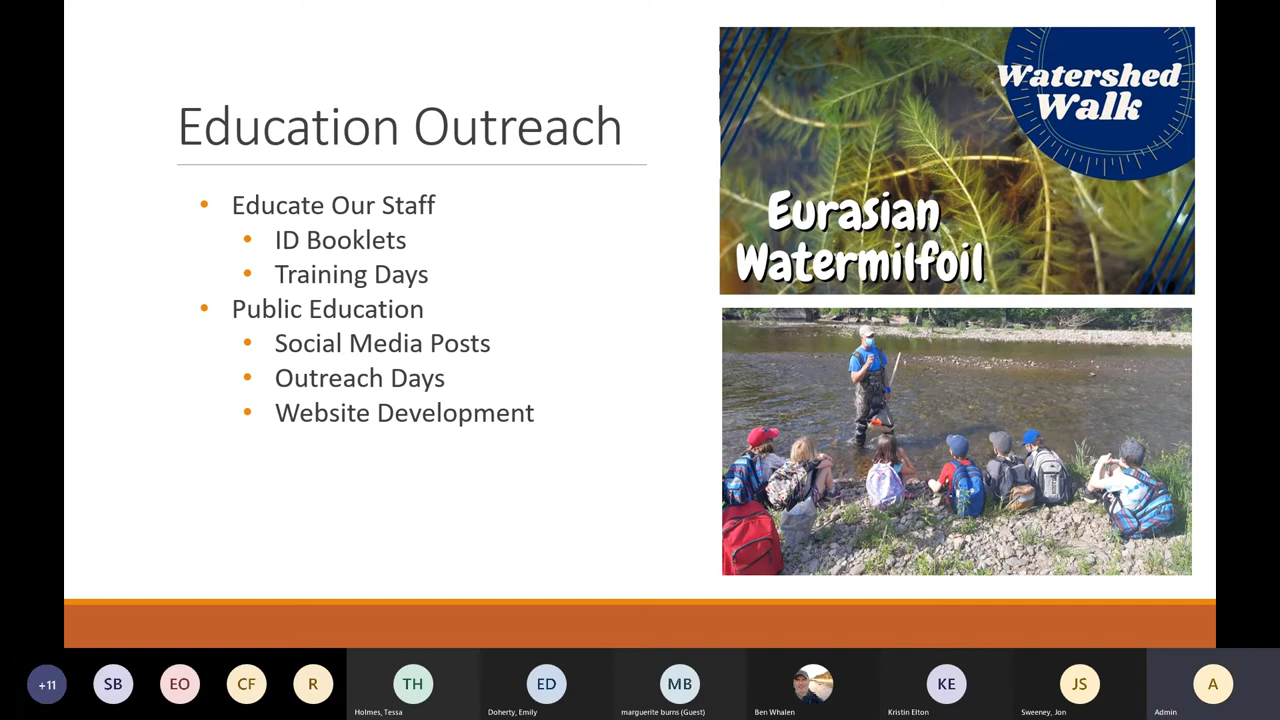 Education Outreach
Educate Our Staff
ID Booklets
Training Days
Public Education
Social Media Posts
Outreach Days
Website Development
Watershed
Walk
Eurasian
Watermilfoil
+11
SB
EO
CF
R
TH
Holmes, Tessa
ED
Doherty, Emily
MB
marguerite burns (Guest)
Ben Whalen
KE
Kristin Elton
JS
Sweeney, Jon
A
Admin